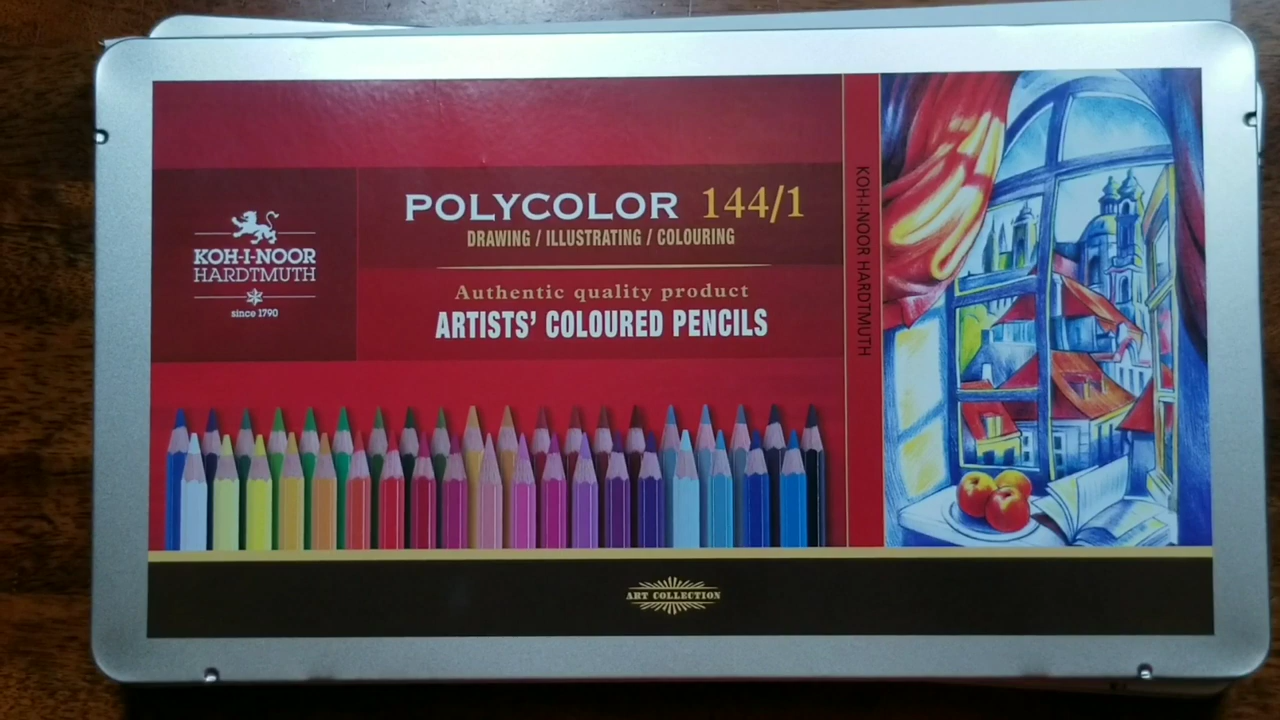 POLYCOLOR 144/1
DRAWING / ILLUSTRATING / COLOURING
KOH-I-NOOR
HARDTMUTH
since 1790
Authentic quality product
ARTISTS' COLOURED PENCILS
KOH-I-NOOR HARDTMUTH
ART COLLECTION